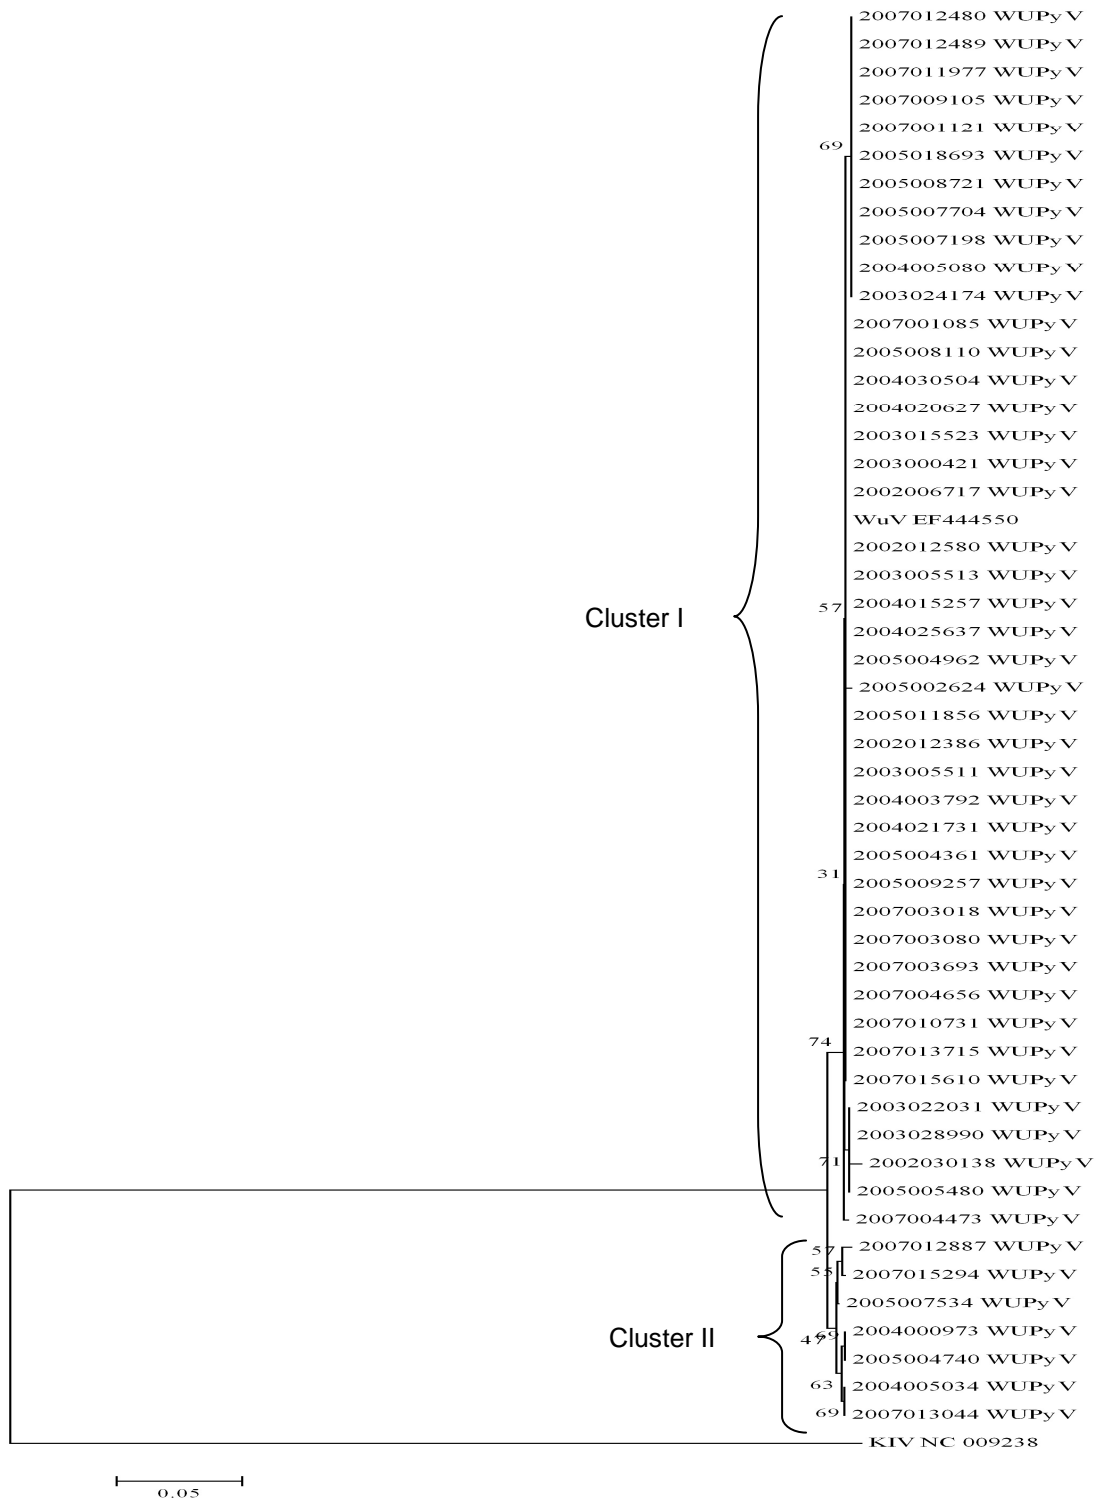 2007012480 WUPyV
2007012489 WUPyV
2007011977 WUPyV
2007009105 WUPyV
2007001121 WUPyV
69
2005018693 WUPyV
2005008721 WUPyV
2005007704 WUPyV
2005007198 WUPyV
2004005080 WUPyV
2003024174 WUPyV
2007001085 WUPyV
2005008110 WUPyV
2004030504 WUPyV
2004020627 WUPyV
2003015523 WUPyV
2003000421 WUPyV
2002006717 WUPyV
WuV EF444550
2002012580 WUPyV
2003005513 WUPyV
57
2004015257 WUPyV
Cluster I
2004025637 WUPyV
2005004962 WUPyV
2005002624 WUPyV
2005011856 WUPyV
2002012386 WUPyV
2003005511 WUPyV
2004003792 WUPyV
2004021731 WUPyV
2005004361 WUPyV
31
2005009257 WUPyV
2007003018 WUPyV
2007003080 WUPyV
2007003693 WUPyV
2007004656 WUPyV
2007010731 WUPyV
74
2007013715 WUPyV
2007015610 WUPyV
2003022031 WUPyV
2003028990 WUPyV
71
2002030138 WUPyV
2005005480 WUPyV
2007004473 WUPyV
57
2007012887 WUPyV
55
2007015294 WUPyV
2005007534 WUPyV
Cluster II
47
69
2004000973 WUPyV
2005004740 WUPyV
63
2004005034 WUPyV
69
2007013044 WUPyV
KIV NC 009238
0.05